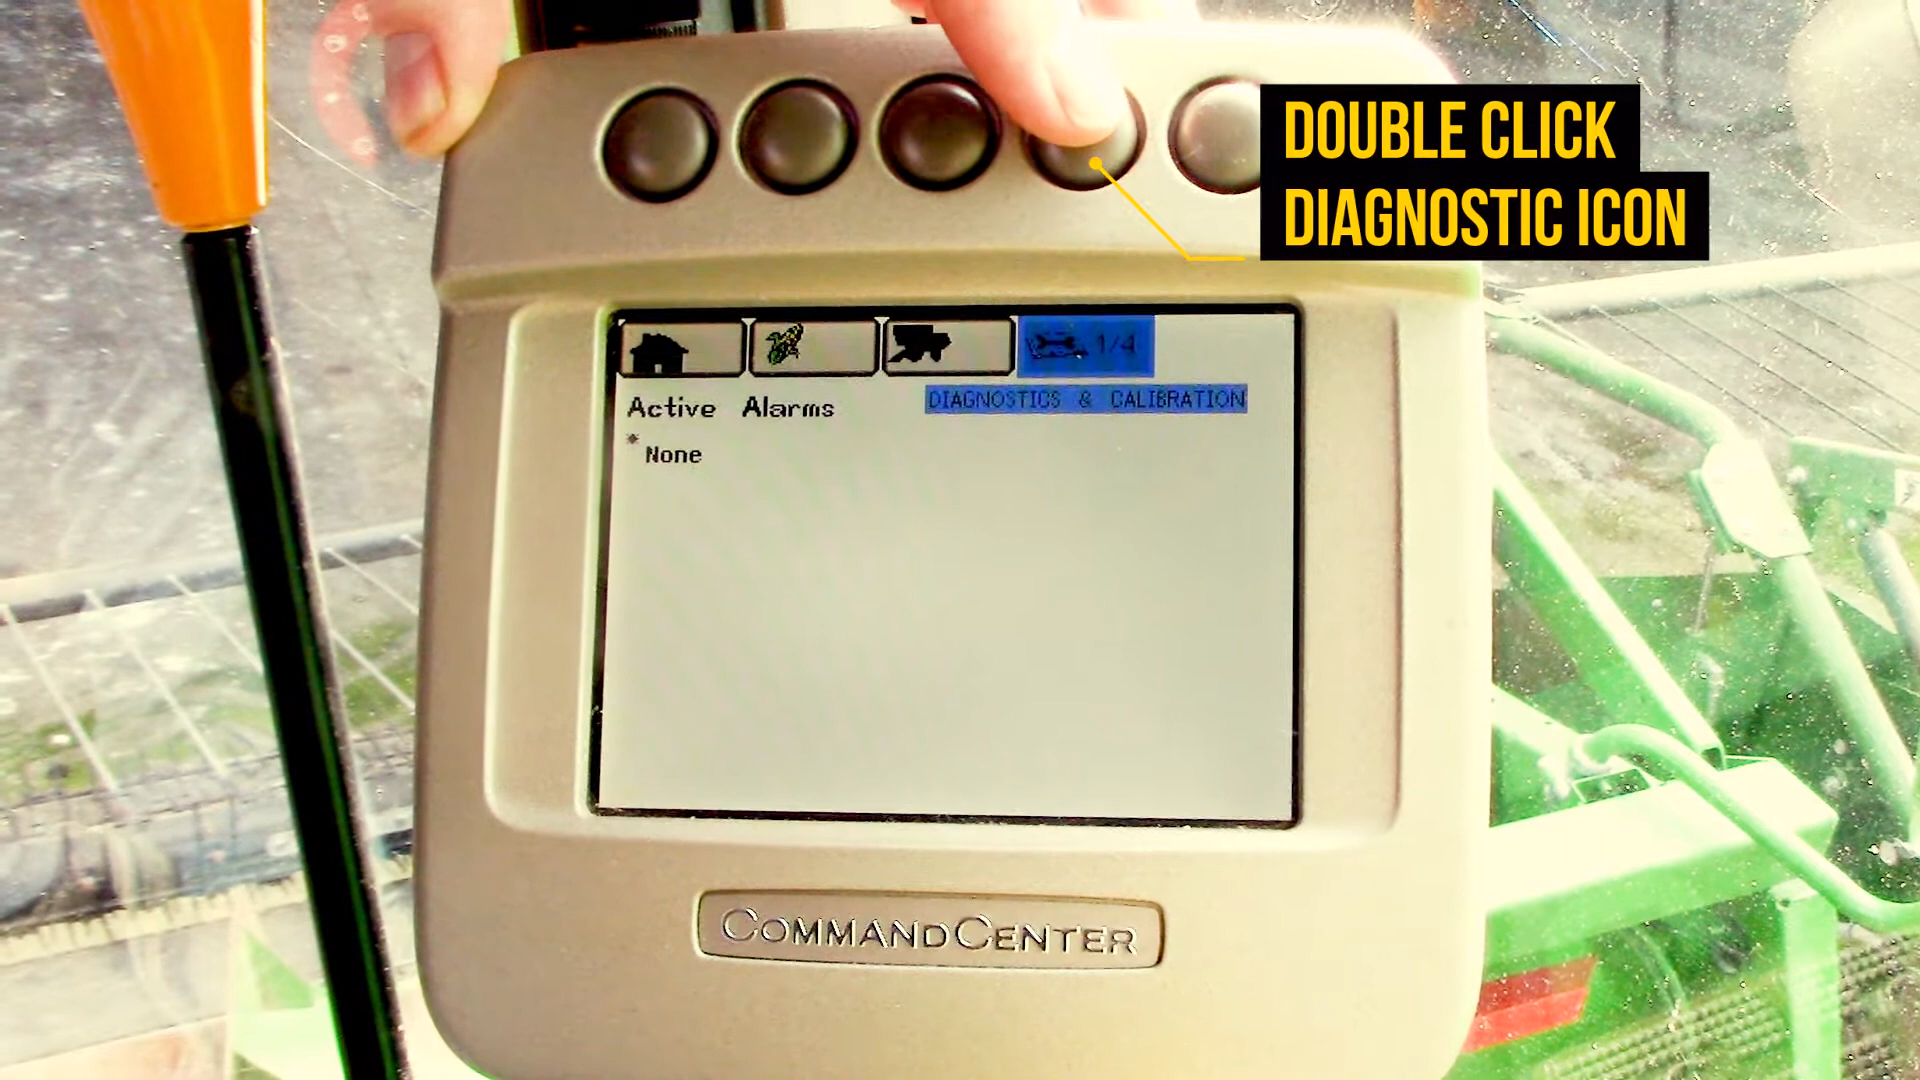 DOUBLE CLICK
DIAGNOSTIC ICON
1/4
Active Alarms
DIAGNOSTICS & CALIBRATION
* None
COMMANDCENTER